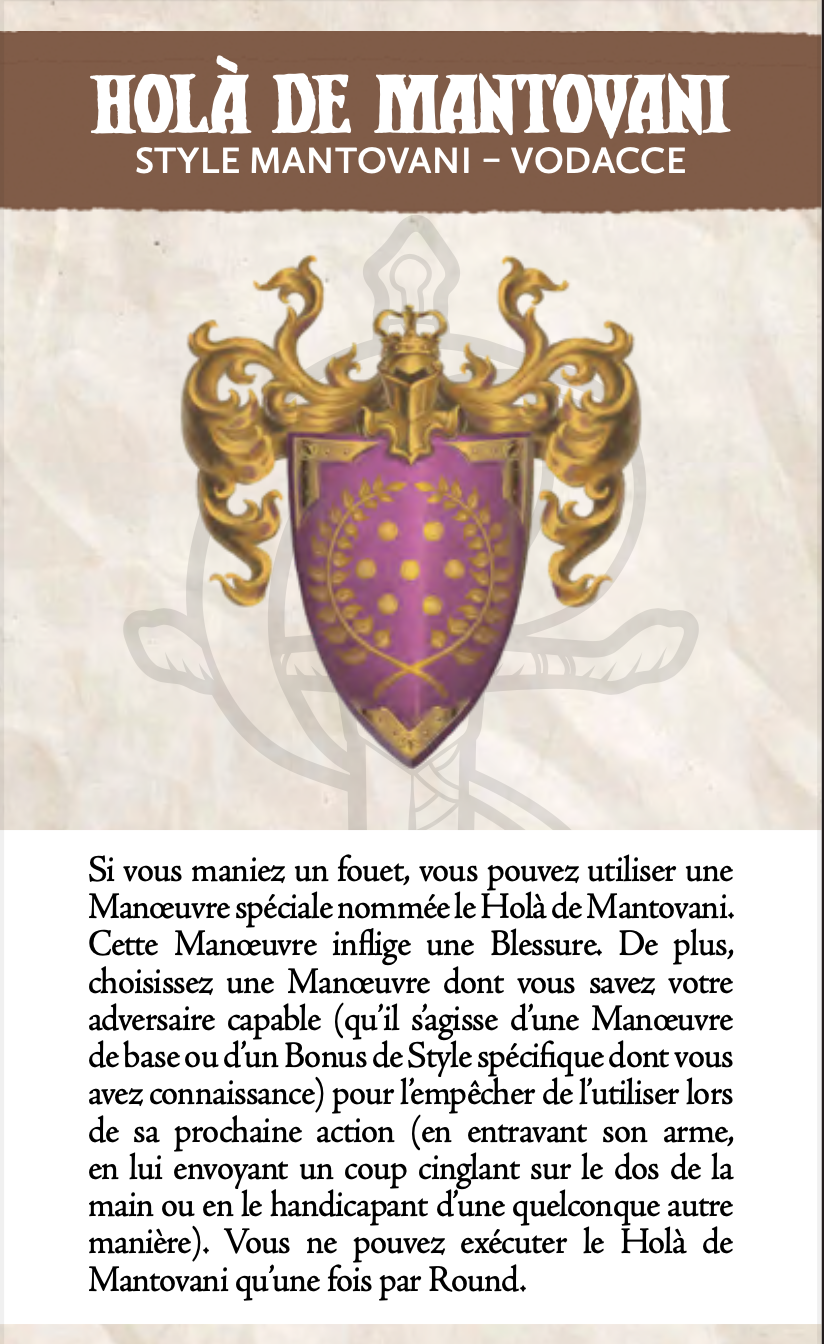 HOLÀ DE MANTOVANI
STYLE MANTOVANI – VODACCE
Si vous maniez un fouet, vous pouvez utiliser une
Manœuvre spéciale nommée le Holà de Mantovani.
Cette Manœuvre inflige une Blessure. De plus,
choisissez une Manœuvre dont vous savez votre
adversaire capable (qu'il s'agisse d'une Manœuvre
de base ou d'un Bonus de Style spécifique dont vous
avez connaissance) pour l'empêcher de l'utiliser lors
de sa prochaine action (en entravant son arme,
en lui envoyant un coup cinglant sur le dos de la
main ou en le handicapant d'une quelconque autre
manière). Vous ne pouvez exécuter le Holà de
Mantovani qu'une fois par Round.